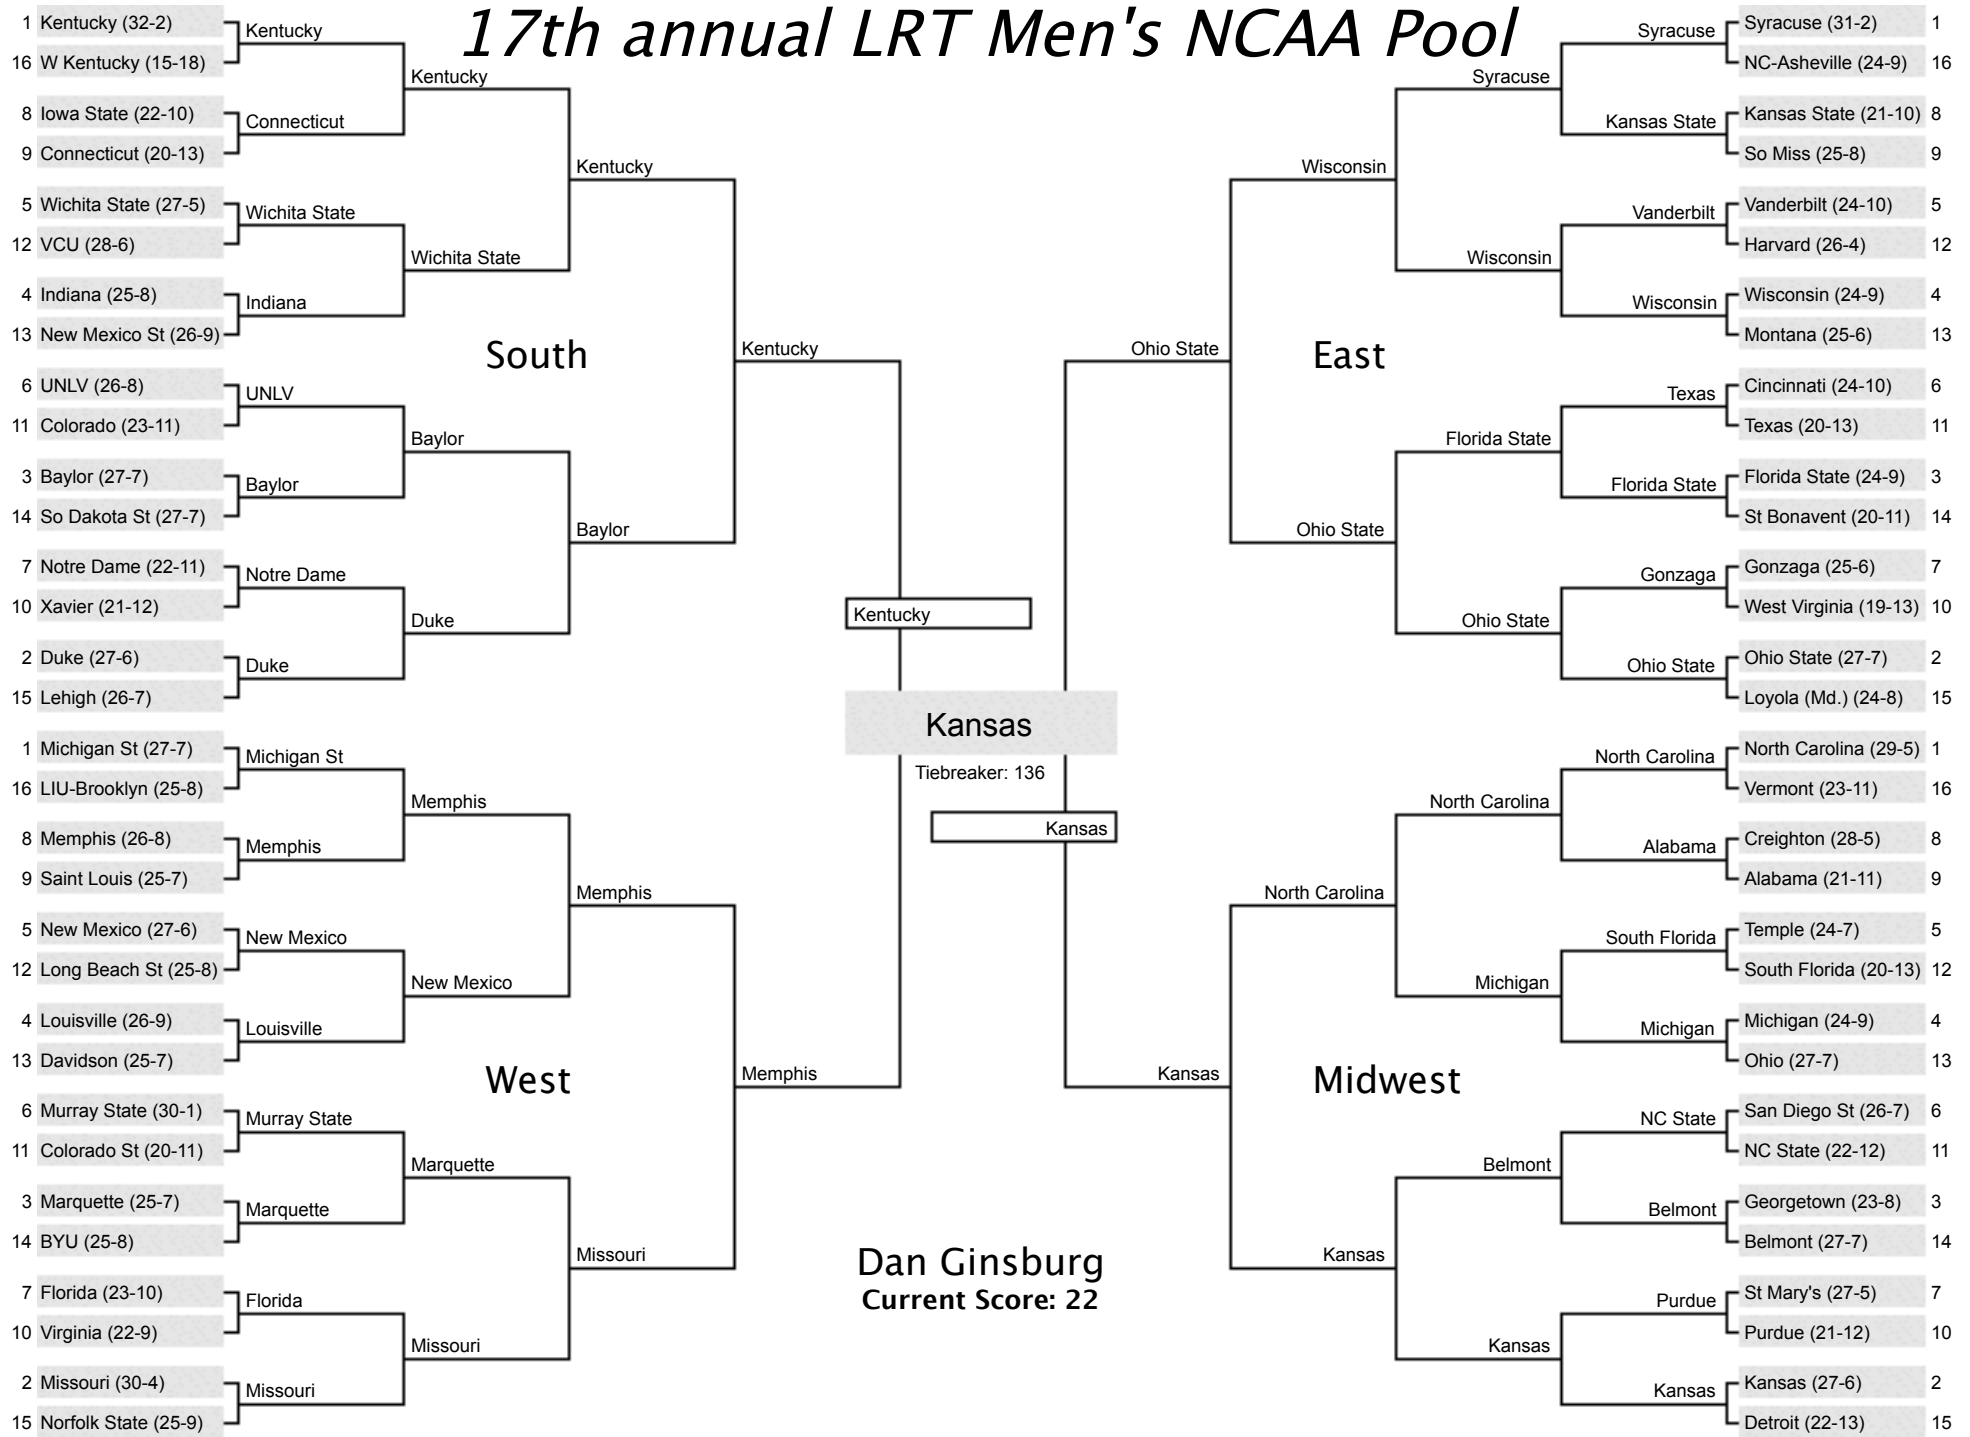 17th annual LRT Men's NCAA Pool
1 Kentucky (32-2)
16 W Kentucky (15-18)
8 Iowa State (22-10)
9 Connecticut (20-13)
5 Wichita State (27-5)
12 VCU (28-6)
4 Indiana (25-8)
13 New Mexico St (26-9)
6 UNLV (26-8)
11 Colorado (23-11)
3 Baylor (27-7)
14 So Dakota St (27-7)
7 Notre Dame (22-11)
10 Xavier (21-12)
2 Duke (27-6)
15 Lehigh (26-7)
Kentucky
Connecticut
Wichita State
Indiana
UNLV
Baylor
Notre Dame
Duke
Kentucky
Wichita State
Baylor
Duke
Kentucky
Baylor
Kentucky
South
1 Michigan St (27-7)
16 LIU-Brooklyn (25-8)
8 Memphis (26-8)
9 Saint Louis (25-7)
5 New Mexico (27-6)
12 Long Beach St (25-8)
4 Louisville (26-9)
13 Davidson (25-7)
6 Murray State (30-1)
11 Colorado St (20-11)
3 Marquette (25-7)
14 BYU (25-8)
7 Florida (23-10)
10 Virginia (22-9)
2 Missouri (30-4)
15 Norfolk State (25-9)
Michigan St
Memphis
New Mexico
Louisville
Murray State
Marquette
Florida
Missouri
Memphis
New Mexico
Marquette
Missouri
Memphis
Missouri
Memphis
West
Kentucky
Kansas
Tiebreaker: 136
Kansas
Dan Ginsburg
Current Score: 22
Syracuse (31-2) 1
NC-Asheville (24-9) 16
Kansas State (21-10) 8
So Miss (25-8) 9
Vanderbilt (24-10) 5
Harvard (26-4) 12
Wisconsin (24-9) 4
Montana (25-6) 13
Cincinnati (24-10) 6
Texas (20-13) 11
Florida State (24-9) 3
St Bonavent (20-11) 14
Gonzaga (25-6) 7
West Virginia (19-13) 10
Ohio State (27-7) 2
Loyola (Md.) (24-8) 15
Syracuse
Kansas State
Vanderbilt
Wisconsin
Texas
Florida State
Gonzaga
Ohio State
Syracuse
Wisconsin
Florida State
Ohio State
Wisconsin
Ohio State
Ohio State
East
North Carolina (29-5) 1
Vermont (23-11) 16
Creighton (28-5) 8
Alabama (21-11) 9
Temple (24-7) 5
South Florida (20-13) 12
Michigan (24-9) 4
Ohio (27-7) 13
San Diego St (26-7) 6
NC State (22-12) 11
Georgetown (23-8) 3
Belmont (27-7) 14
St Mary's (27-5) 7
Purdue (21-12) 10
Kansas (27-6) 2
Detroit (22-13) 15
North Carolina
Alabama
South Florida
Michigan
NC State
Belmont
Purdue
Kansas
North Carolina
Michigan
Belmont
Kansas
North Carolina
Kansas
Kansas
Midwest